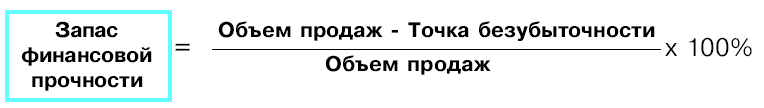 Запас
финансовой
прочности
=
Объем продаж - Точка безубыточности
Объем продаж
x 100%